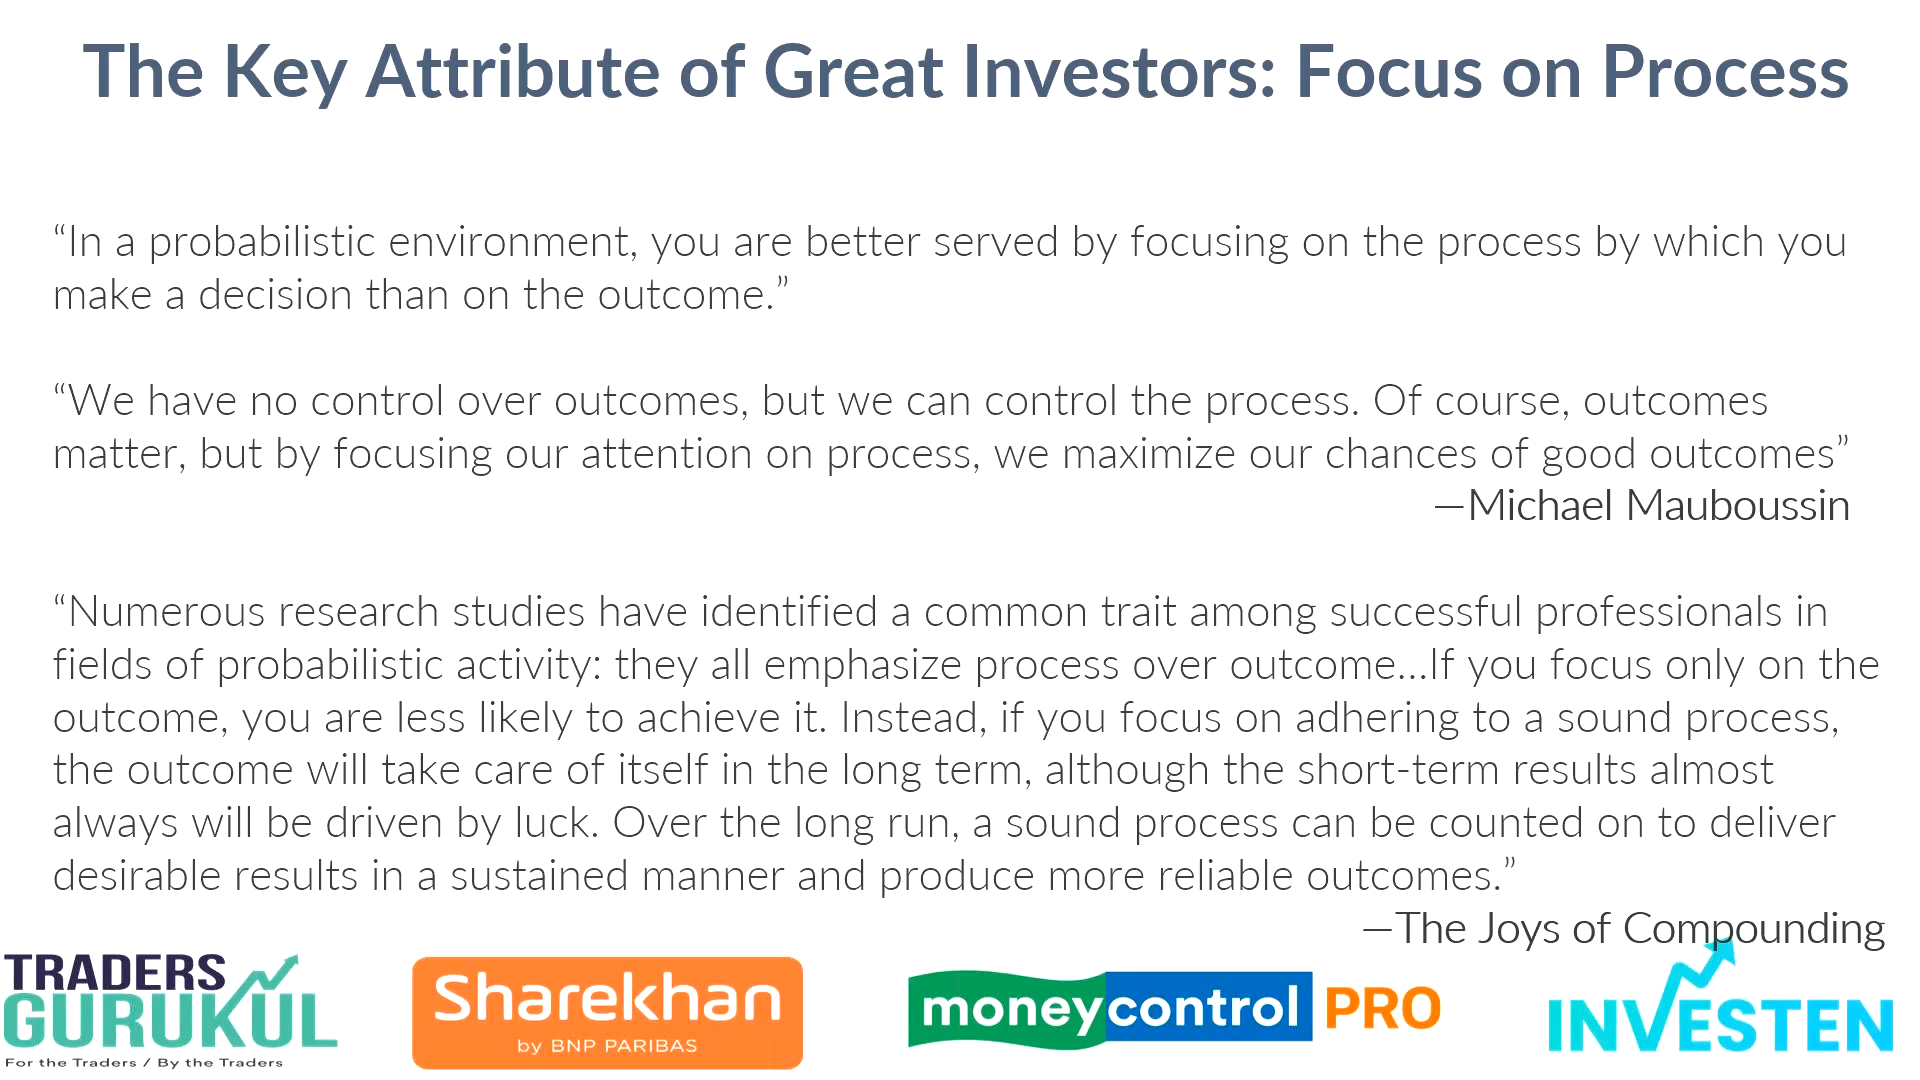 The Key Attribute of Great Investors: Focus on Process
“In a probabilistic environment, you are better served by focusing on the process by which you
make a decision than on the outcome.”
“We have no control over outcomes, but we can control the process. Of course, outcomes
matter, but by focusing our attention on process, we maximize our chances of good outcomes”
—Michael Mauboussin
“Numerous research studies have identified a common trait among successful professionals in
fields of probabilistic activity: they all emphasize process over outcome...If you focus only on the
outcome, you are less likely to achieve it. Instead, if you focus on adhering to a sound process,
the outcome will take care of itself in the long term, although the short-term results almost
always will be driven by luck. Over the long run, a sound process can be counted on to deliver
desirable results in a sustained manner and produce more reliable outcomes.”
—The Joys of Compounding
TRADERS
GURUKUL
For the Traders / By the Traders
Sharekhan
by BNP PARIBAS
moneycontrol PRO
INVESTEN